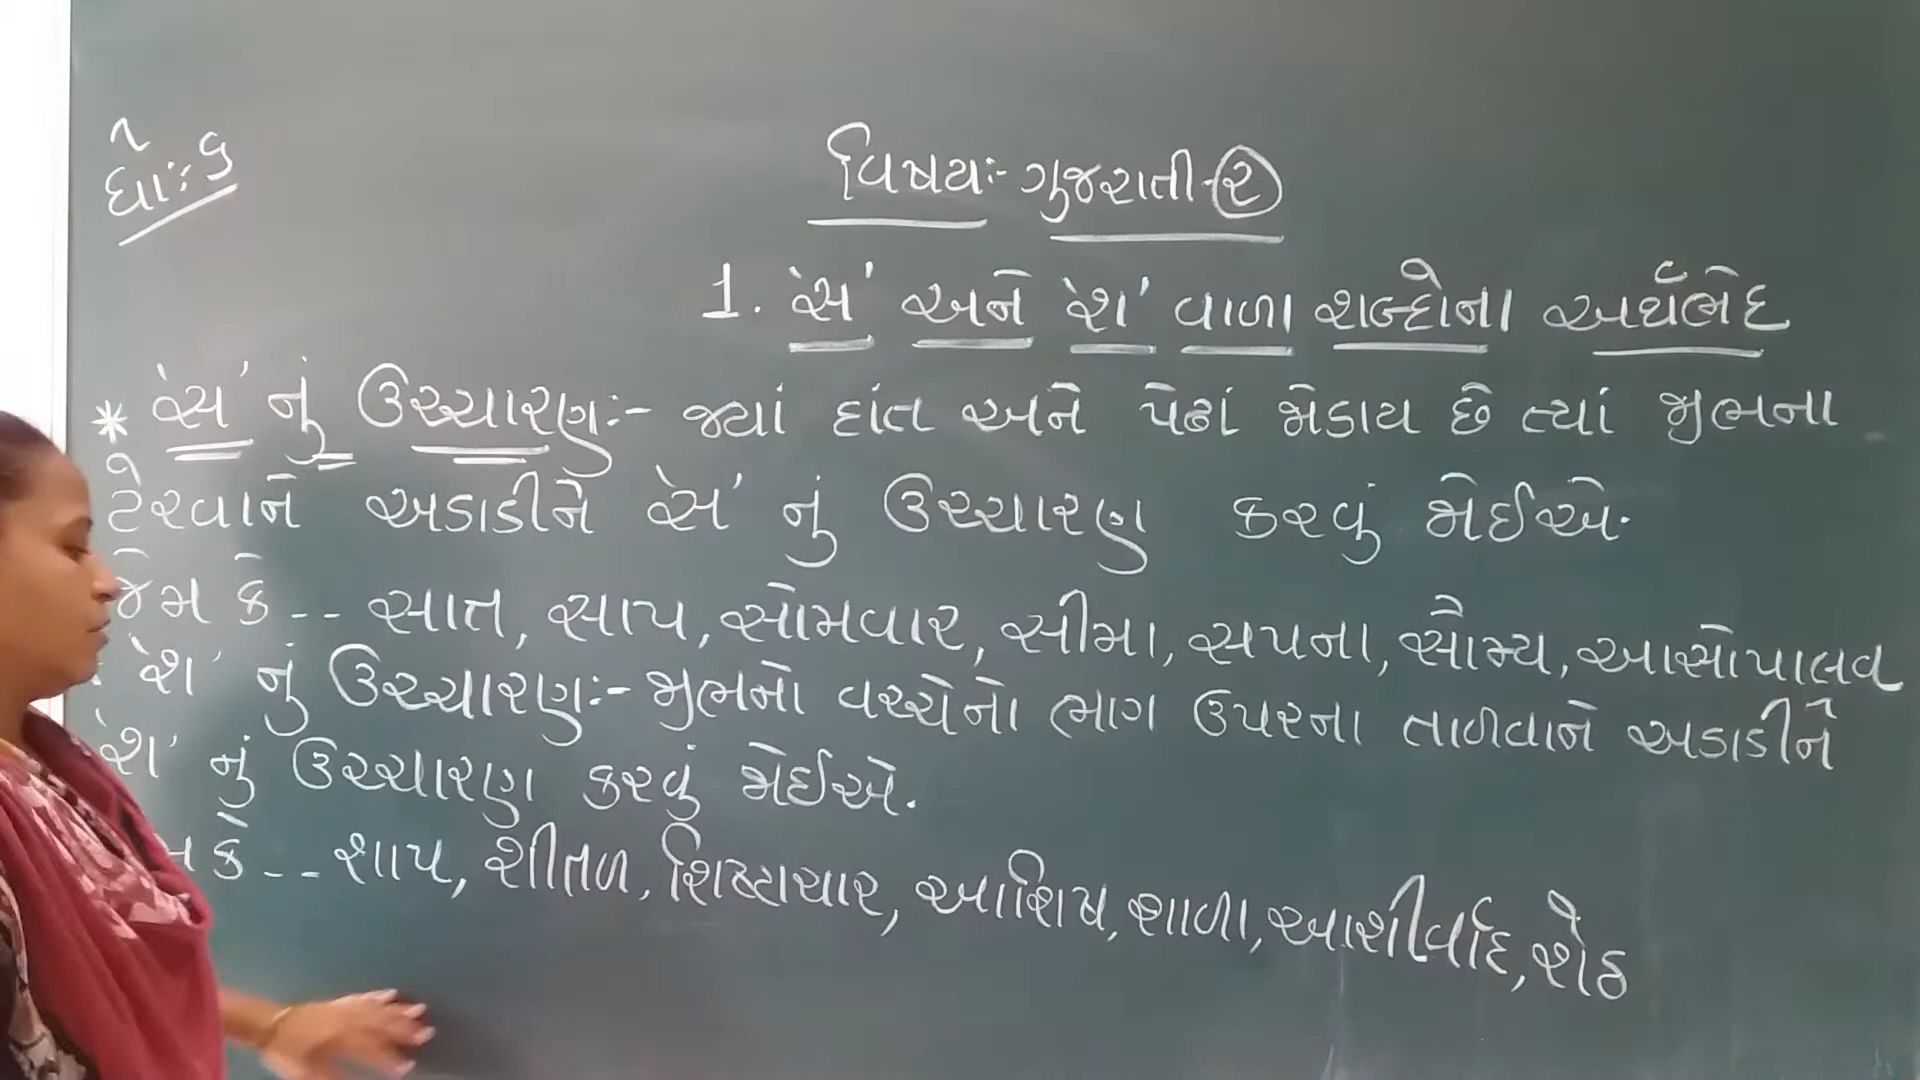 ધોઃ-૬
વિષયઃ- ગુજરાતી-(૨)
1. 'સ' અને 'શ' વાળા શબ્દોના અર્થભેદ
* 'સ' નું ઉચ્ચારણઃ- જ્યાં દાંત અને પેઢાં જોડાય છે ત્યાં જીભના
ટેરવાને અડાડીને 'સ' નું ઉચ્ચારણ કરવું જોઈએ.
જેમ કે -- સાત, સાપ, સોમવાર, સીમા, સપના, સૌમ્ય, આસોપાલવ
'શ' નું ઉચ્ચારણઃ- જીભનો વચ્ચેનો ભાગ ઉપરના તાળવાને અડાડીને
'શ' નું ઉચ્ચારણ કરવું જોઈએ.
કે -- શાપ, શીતળ, શિષ્ટાચાર, આશિષ, શાળા, આશીર્વાદ, શેઠ